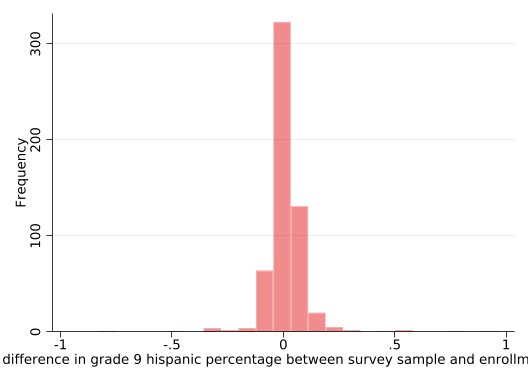 Frequency
300
200
100
0
-1 -.5 0 .5 1
difference in grade 9 hispanic percentage between survey sample and enrollm